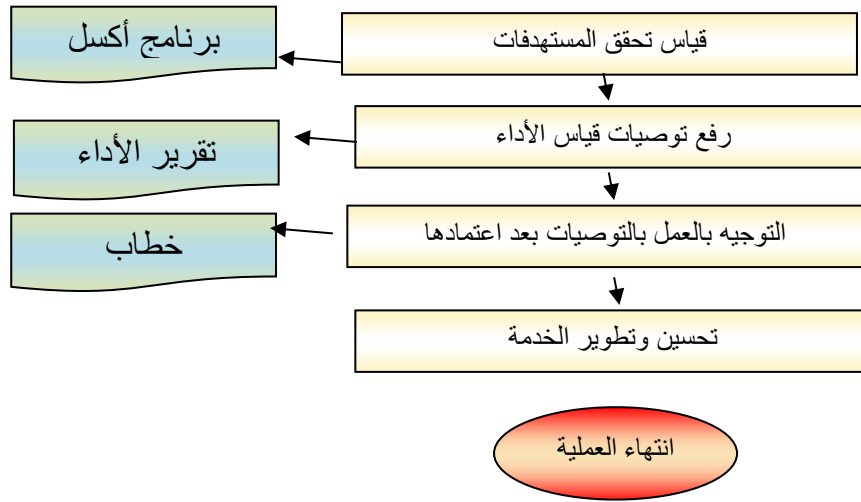 قياس تحقق المستهدفات
برنامج أكسل
رفع توصيات قياس الأداء
تقرير الأداء
التوجيه بالعمل بالتوصيات بعد اعتمادها
خطاب
تحسين وتطوير الخدمة
انتهاء العملية